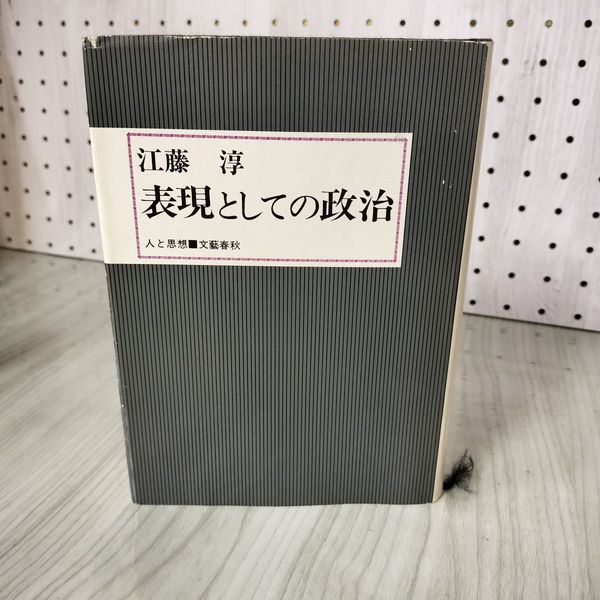 江藤 淳
表現としての政治
人と思想■文藝春秋